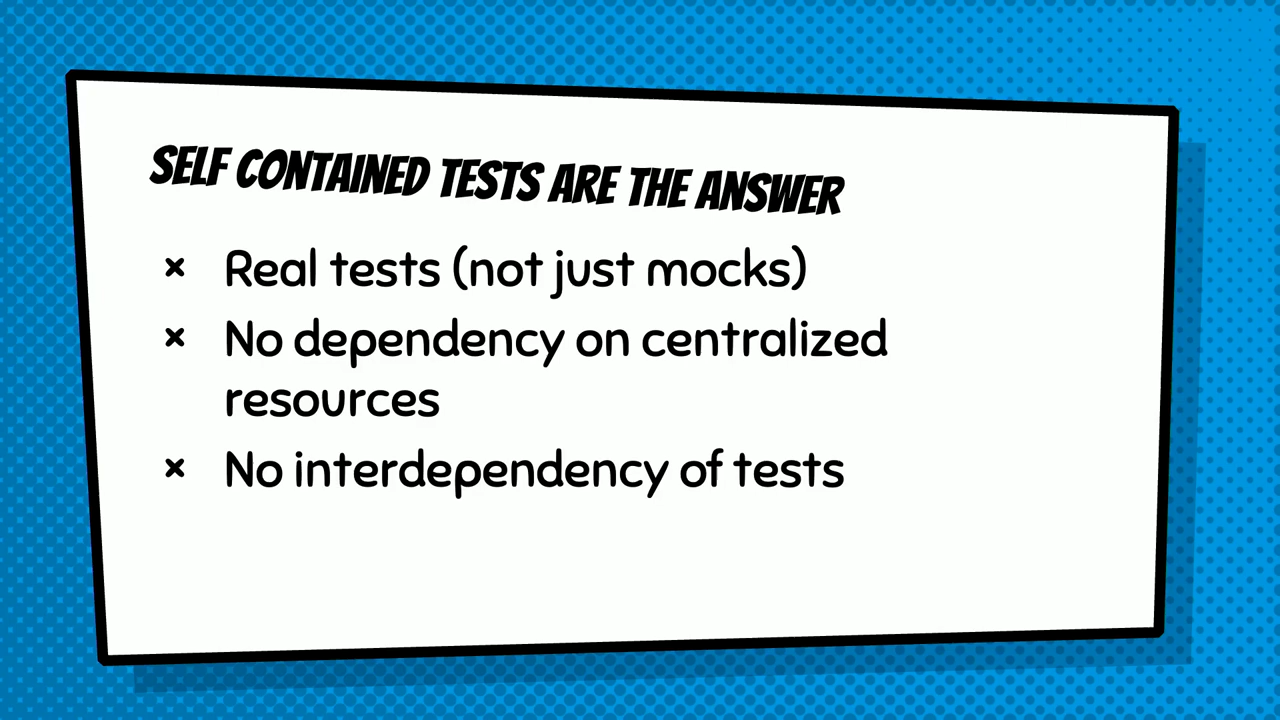 SELF CONTAINED TESTS ARE THE ANSWER
× Real tests (not just mocks)
× No dependency on centralized
resources
× No interdependency of tests